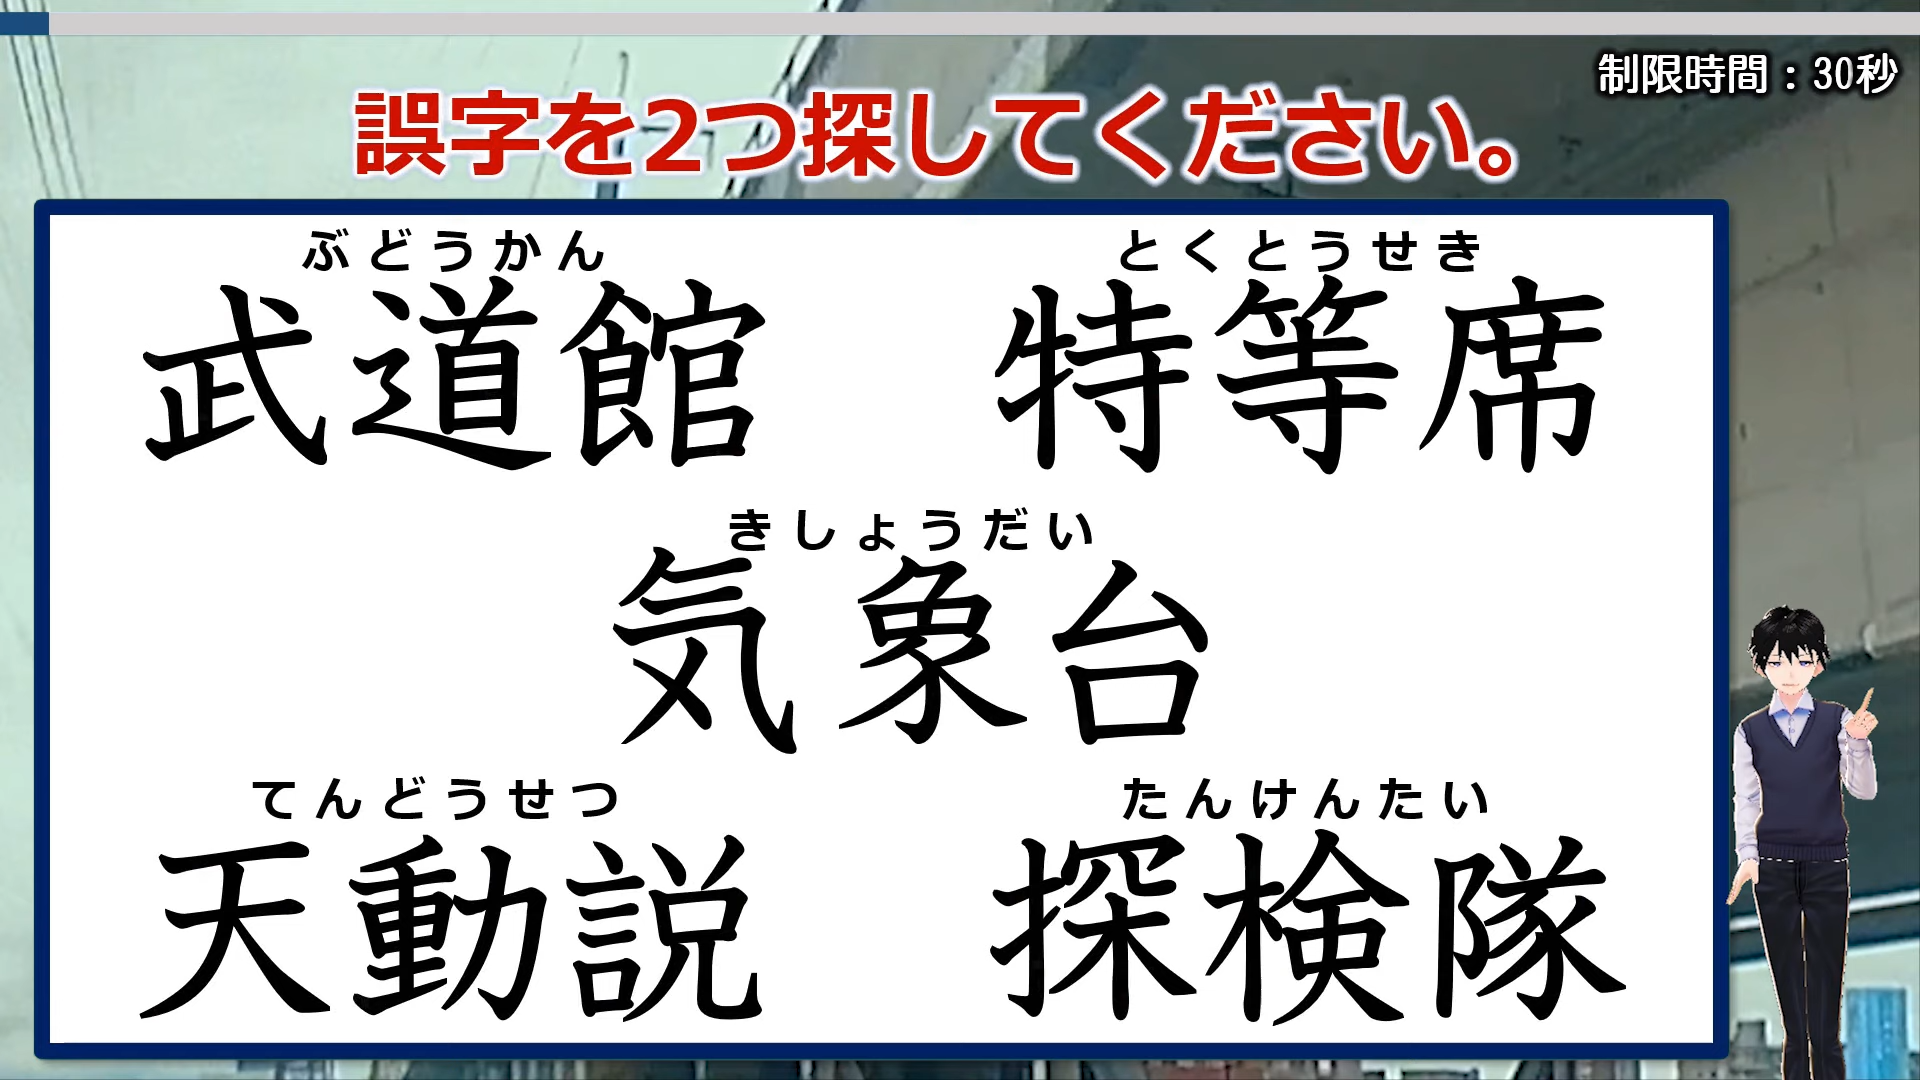 制限時間：30秒
誤字を2つ探してください。
ぶどうかん
武道館
とくとうせき
特等席
きしょうだい
気象台
てんどうせつ
天動説
たんけんたい
探検隊